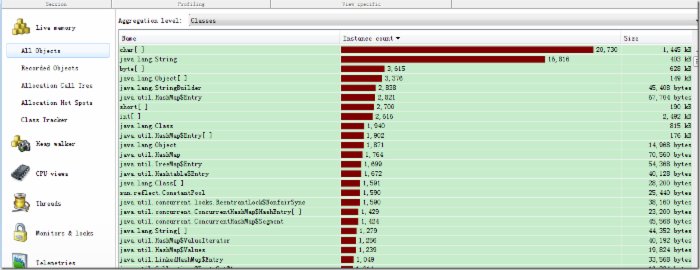 Session Profiling View specific
Live memory
All Objects
Recorded Objects
Allocation Call Tree
Allocation Hot Spots
Class Tracker
Heap walker
CPU views
Threads
Monitors & locks
Telemetries
Aggregation level: Classes
Name Instance count Size
char[ ] 20,730 1,445 kB
java.lang.String 16,816 403 kB
byte[ ] 3,615 628 kB
java.lang.Object[ ] 3,376 149 kB
java.lang.StringBuilder 2,838 45,408 bytes
java.util.HashMap$Entry 2,821 67,704 bytes
short[ ] 2,700 190 kB
int[ ] 2,616 2,492 kB
java.lang.Class 1,940 815 kB
java.util.HashMap$Entry[ ] 1,902 176 kB
java.lang.Object 1,871 14,968 bytes
java.util.HashMap 1,764 70,560 bytes
java.util.TreeMap$Entry 1,699 54,368 bytes
java.util.Hashtable$Entry 1,672 40,128 bytes
java.lang.Class[ ] 1,591 28,200 bytes
sun.reflect.ConstantPool 1,590 25,440 bytes
java.util.concurrent.locks.ReentrantLock$NonfairSync 1,590 38,160 bytes
java.util.concurrent.ConcurrentHashMap$HashEntry[ ] 1,429 23,200 bytes
java.util.concurrent.ConcurrentHashMap$Segment 1,424 45,568 bytes
java.lang.String[ ] 1,279 44,352 bytes
java.util.HashMap$ValueIterator 1,256 40,192 bytes
java.util.HashMap$Values 1,239 19,824 bytes
java.util.LinkedHashMap$Entry 1,049 33,568 bytes